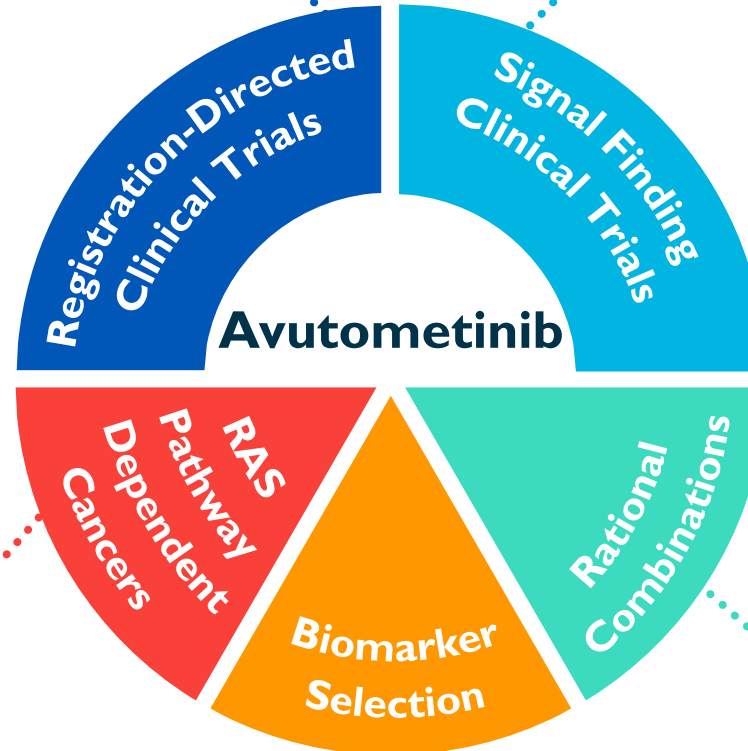 Registration-Directed
Clinical Trials
Signal Finding
Clinical Trials
Avutometinib
RAS
Pathway
Dependent
Cancers
Biomarker
Selection
Rational
Combinations